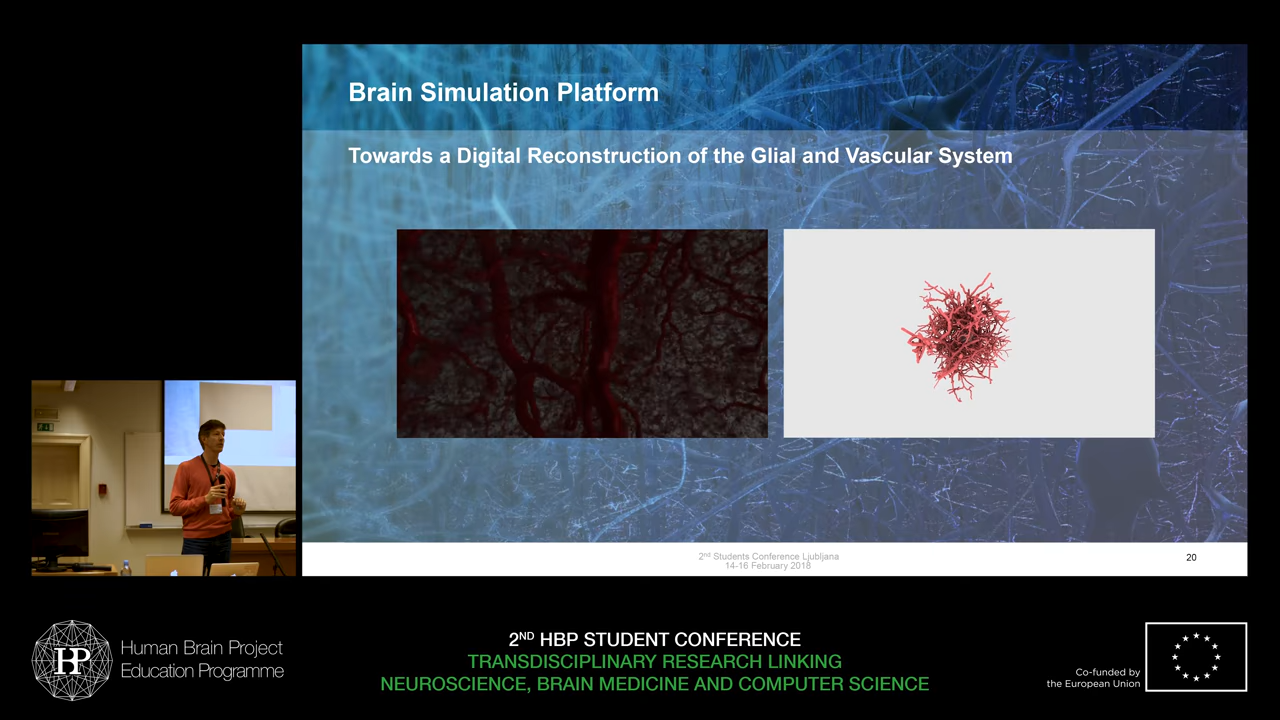 Brain Simulation Platform
Towards a Digital Reconstruction of the Glial and Vascular System
2nd Students Conference Ljubljana
14-16 February 2018
20
HP
Human Brain Project
Education Programme
2ND HBP STUDENT CONFERENCE
TRANSDISCIPLINARY RESEARCH LINKING
NEUROSCIENCE, BRAIN MEDICINE AND COMPUTER SCIENCE
Co-funded by
the European Union